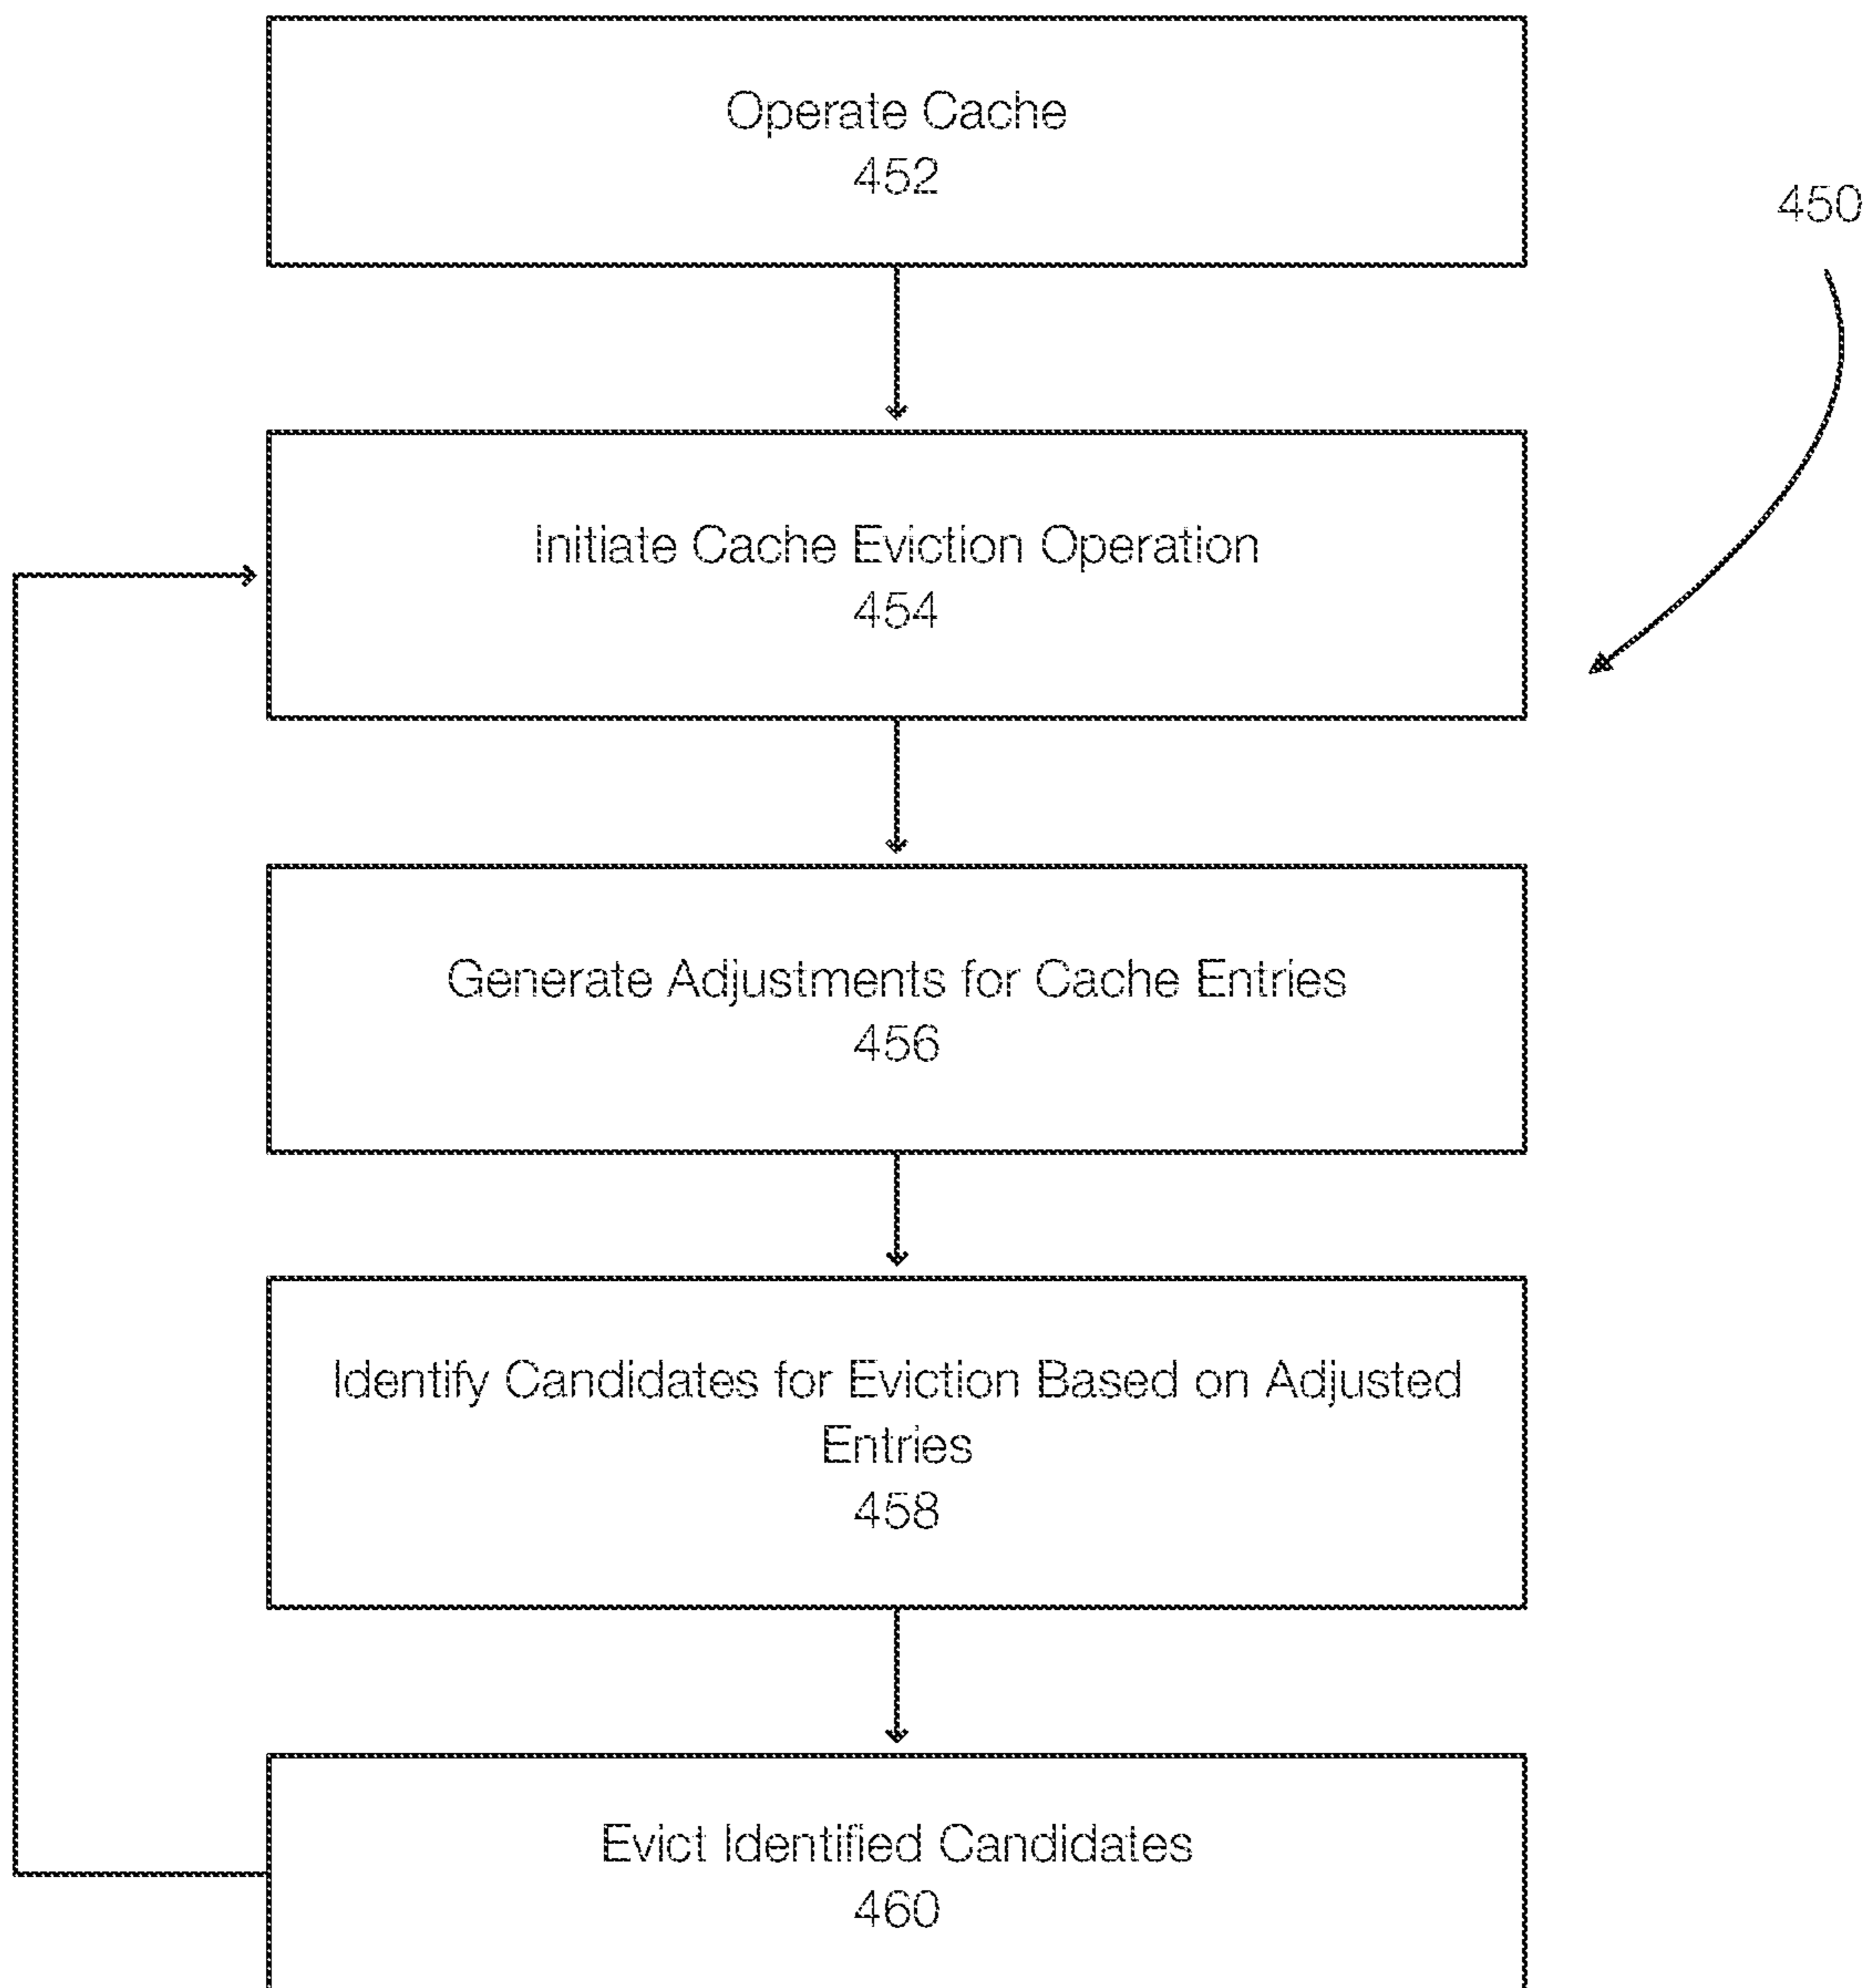 Operate Cache
452
450
Initiate Cache Eviction Operation
454
Generate Adjustments for Cache Entries
456
Identify Candidates for Eviction Based on Adjusted
Entries
458
Evict Identified Candidates
460